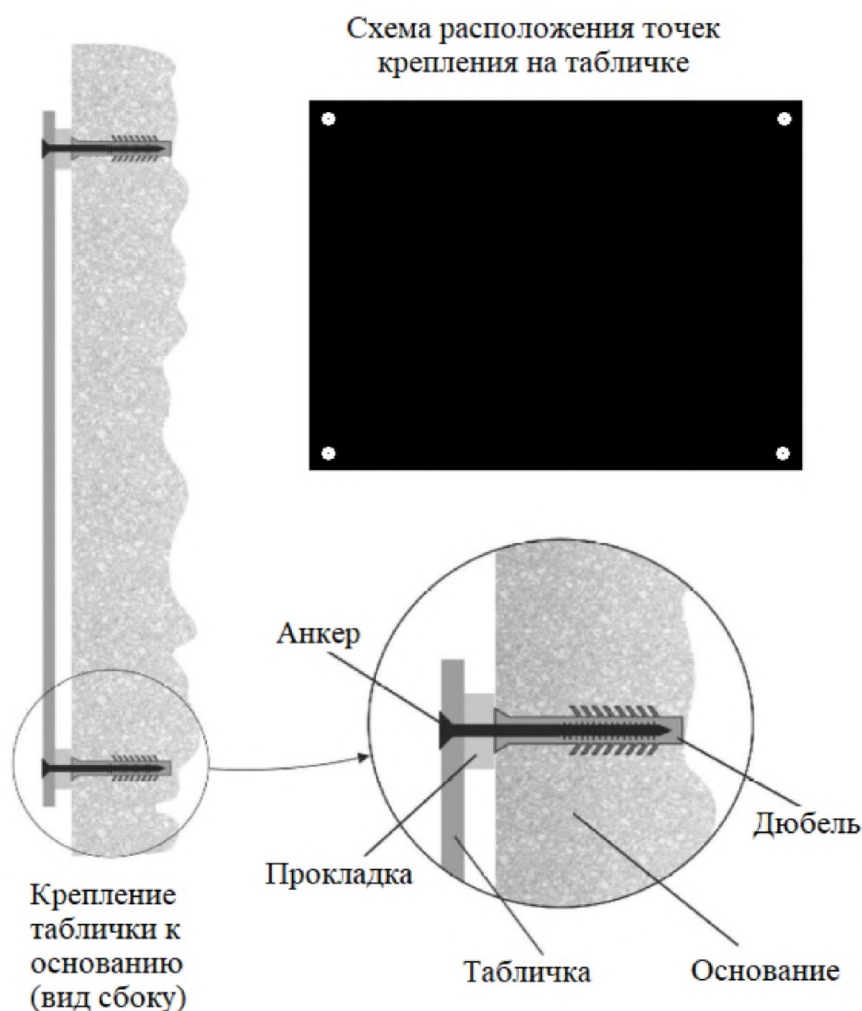 Схема расположения точек
крепления на табличке
Анкер
Дюбель
Прокладка
Крепление
таблички к
основанию
(вид сбоку)
Табличка
Основание